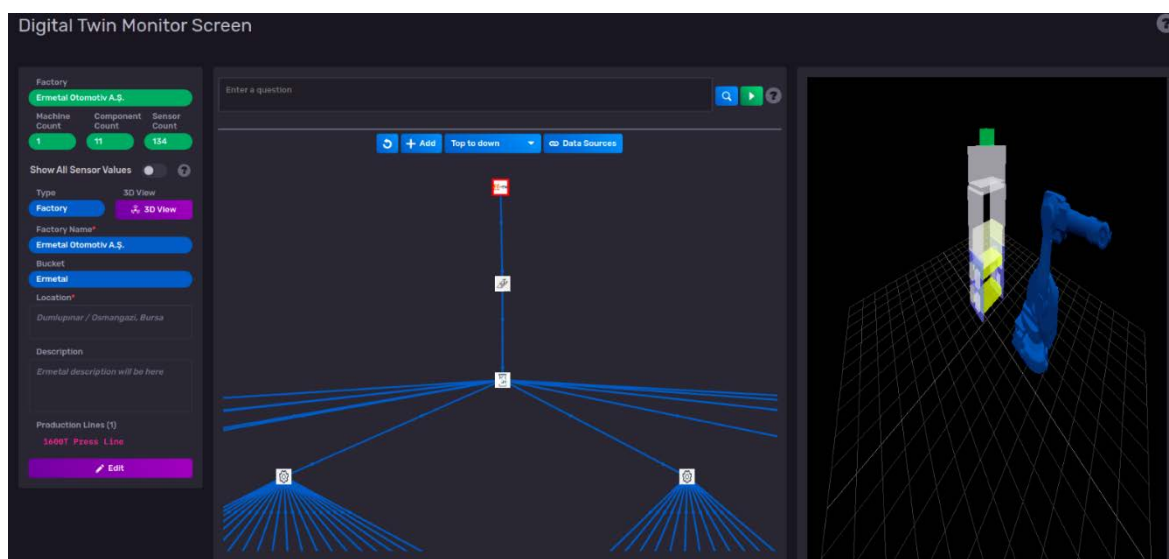 Digital Twin Monitor Screen
?
Factory
Ermetal Otomotiv A.Ş.
Machine Count
Component Count
Sensor Count
1
11
134
Show All Sensor Values
?
Type
3D View
Factory
3D View
Factory Name*
Ermetal Otomotiv A.Ş.
Bucket
Ermetal
Location*
Dumlupınar / Osmangazi, Bursa
Description
Ermetal description will be here
Production Lines (1)
1600T Press Line
Edit
Enter a question
?
+ Add
Top to down
Data Sources